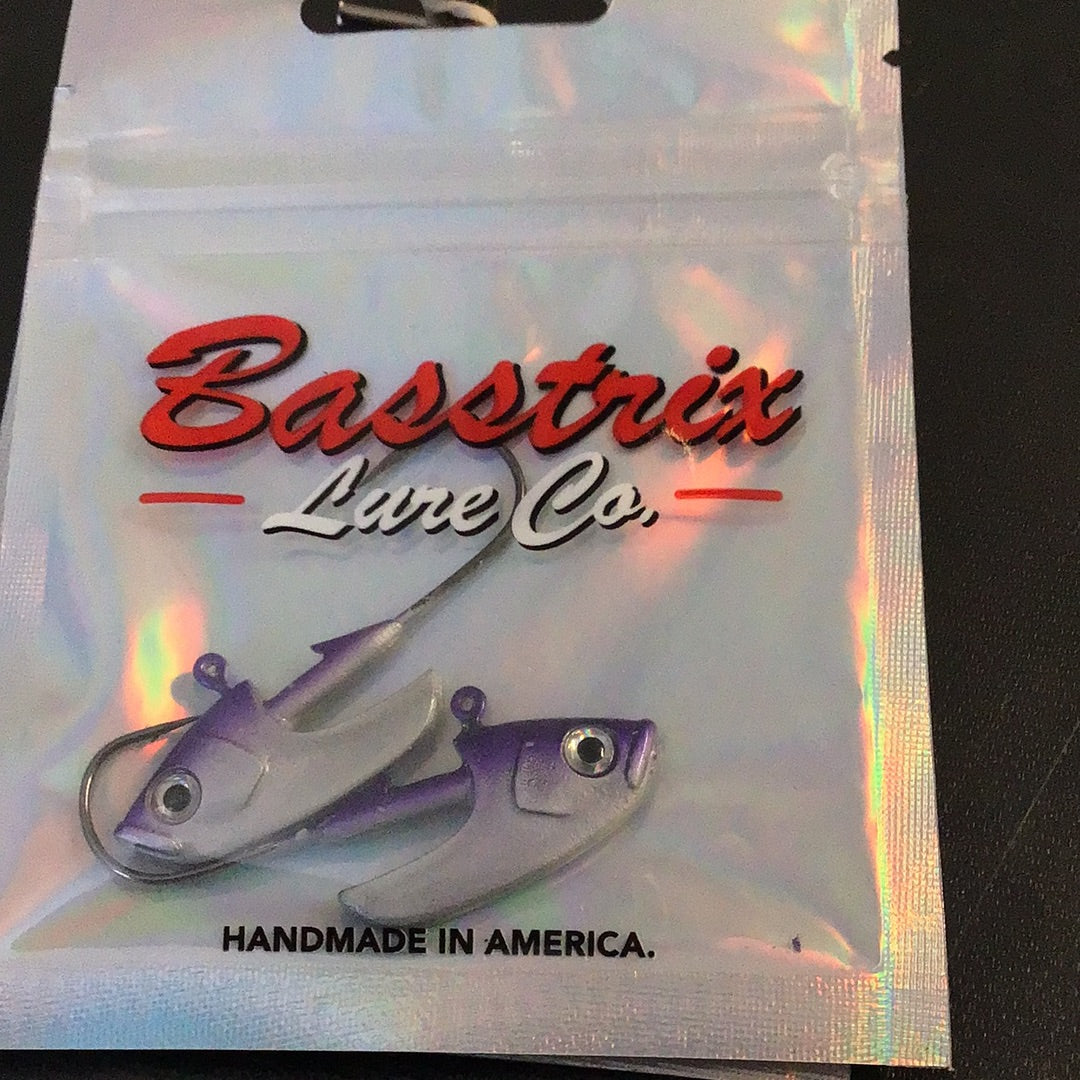 Basstrix
Lure Co.
HANDMADE IN AMERICA.